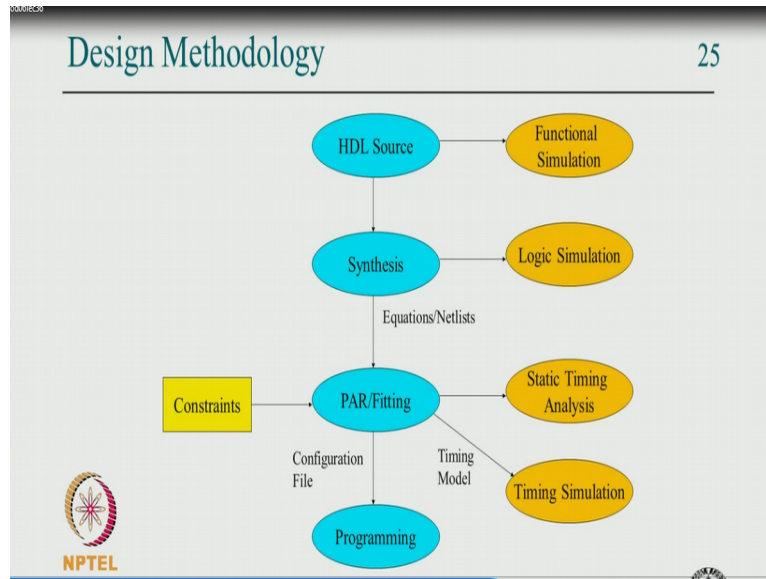 Design Methodology
25
HDL Source
Functional
Simulation
Synthesis
Logic Simulation
Equations/Netlists
Constraints
PAR/Fitting
Static Timing
Analysis
Configuration
File
Timing
Model
Timing Simulation
Programming
NPTEL